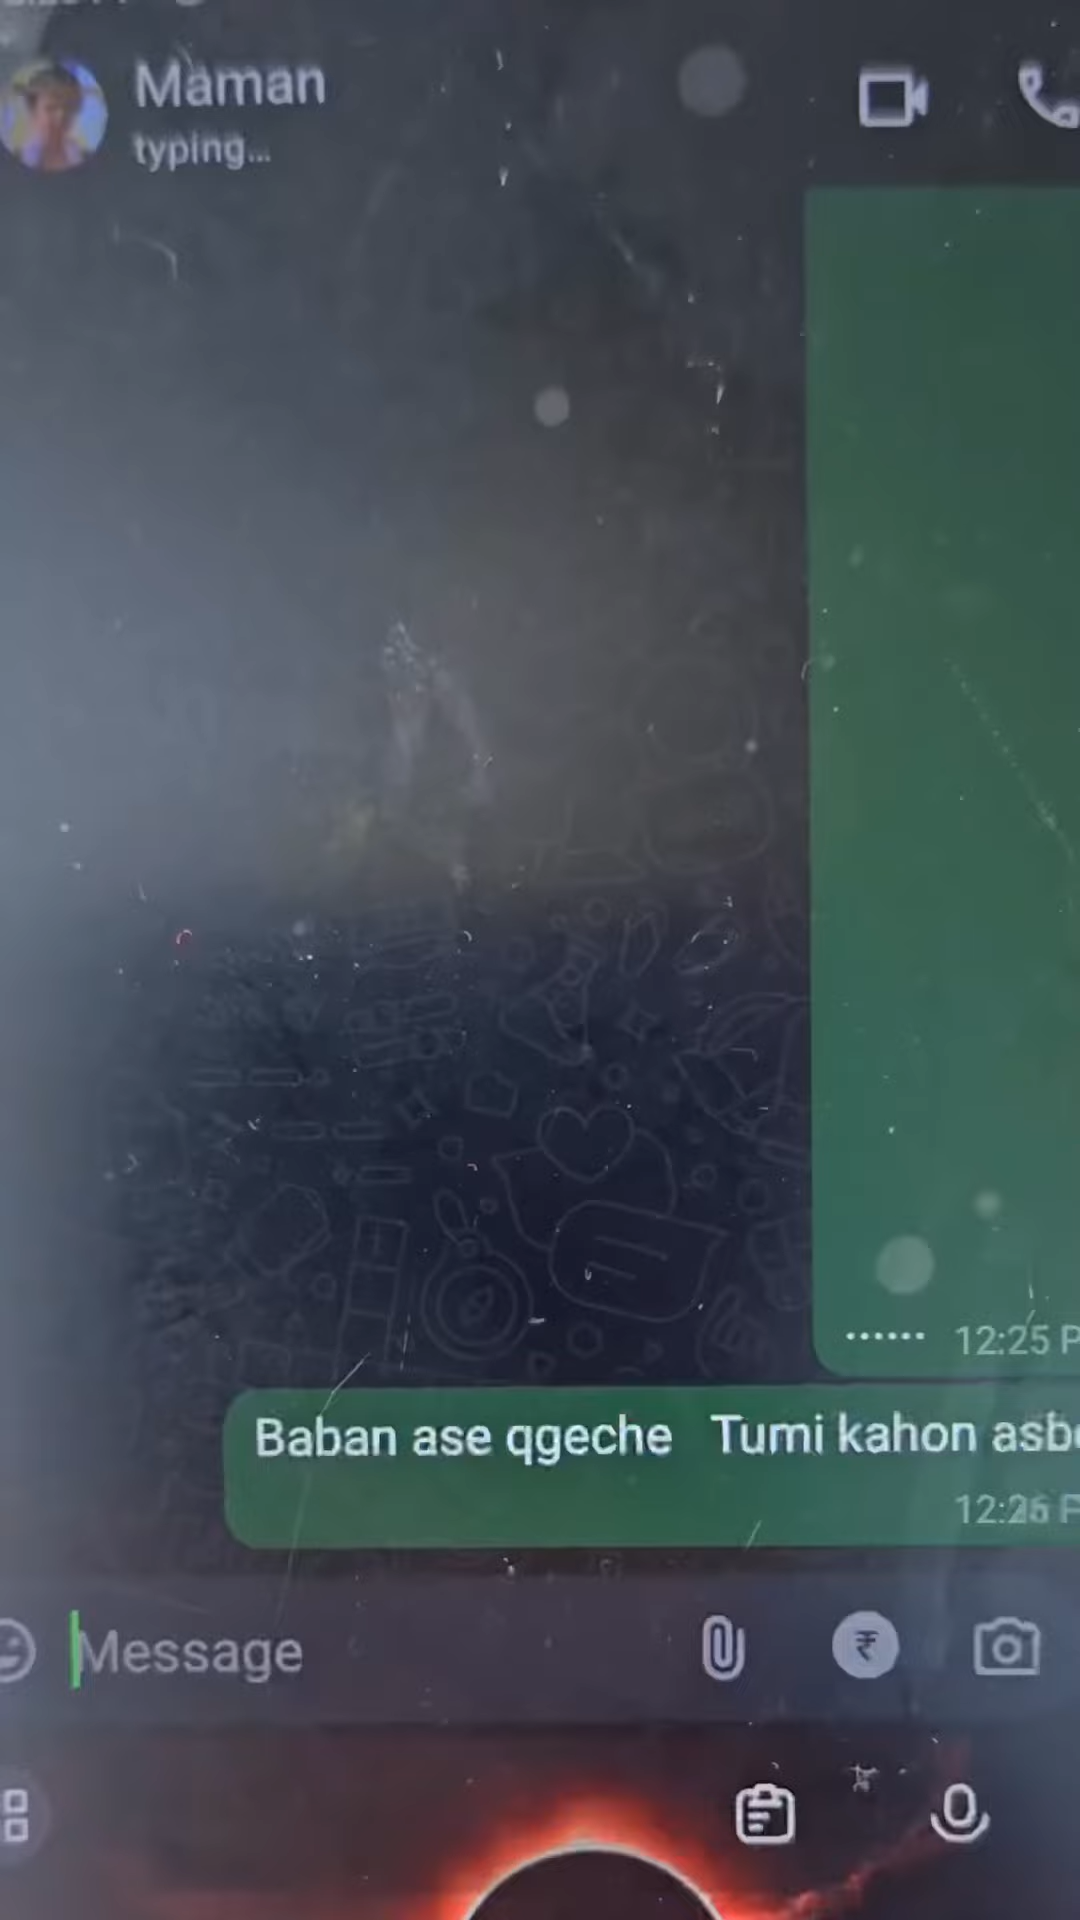 Maman
typing...
12:25 P
Baban ase qgeche Tumi kahon asb
12:26 P
Message